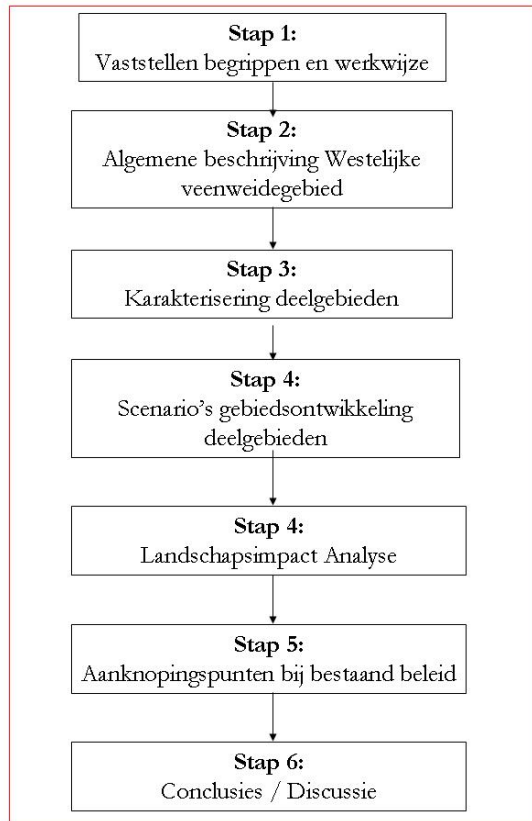 Stap 1:
Vaststellen begrippen en werkwijze
Stap 2:
Algemene beschrijving Westelijke
veenweidegebied
Stap 3:
Karakterisering deelgebieden
Stap 4:
Scenario's gebiedsontwikkeling
deelgebieden
Stap 4:
Landschapsimpact Analyse
Stap 5:
Aanknopingspunten bij bestaand beleid
Stap 6:
Conclusies / Discussie